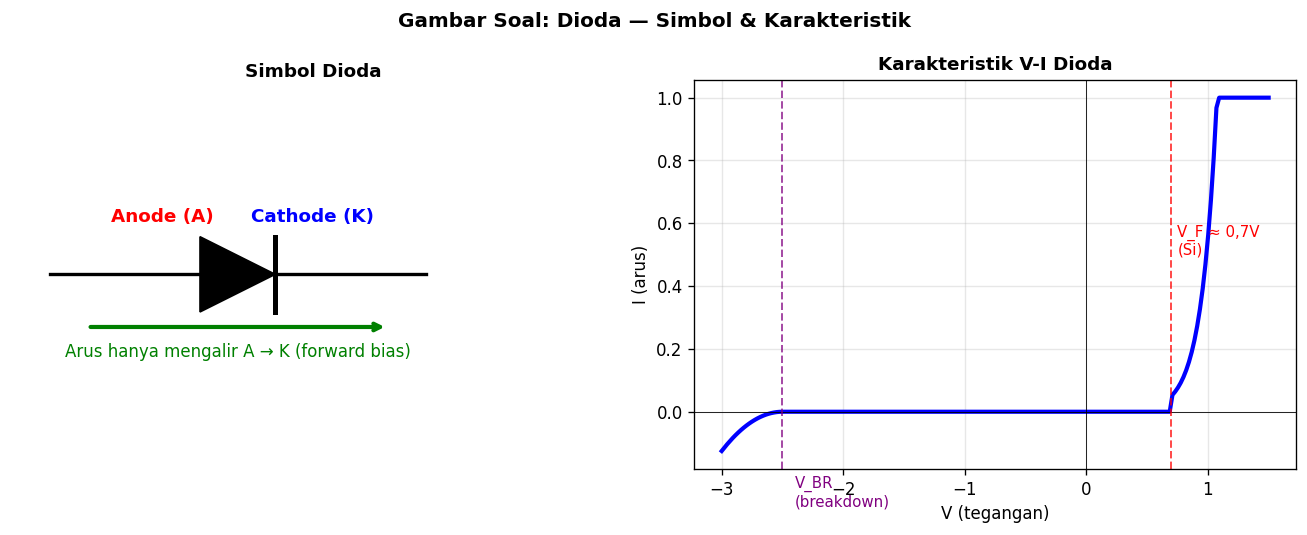 Gambar Soal: Dioda — Simbol & Karakteristik
Simbol Dioda
Anode (A)
Cathode (K)
Arus hanya mengalir A → K (forward bias)
Karakteristik V-I Dioda
I (arus)
1.0
0.8
0.6
0.4
0.2
0.0
V_F ≈ 0,7V
(Si)
−3
−2
−1
0
1
V_BR
(breakdown)
V (tegangan)